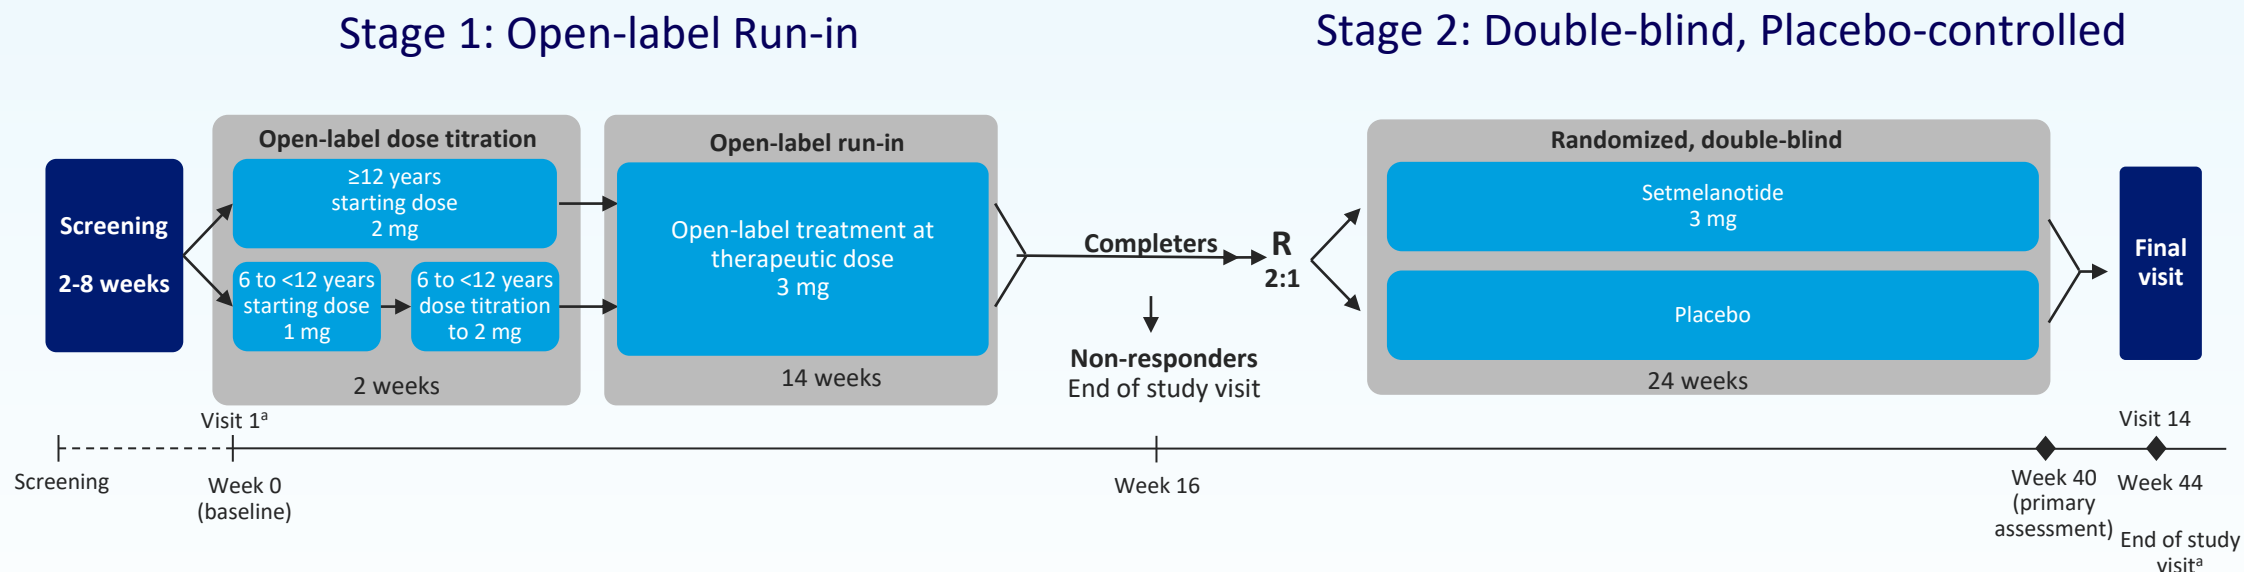 Stage 1: Open-label Run-in
Stage 2: Double-blind, Placebo-controlled
Screening
2-8 weeks
Open-label dose titration
≥12 years
starting dose
2 mg
6 to <12 years
starting dose
1 mg
6 to <12 years
dose titration
to 2 mg
2 weeks
Open-label run-in
Open-label treatment at
therapeutic dose
3 mg
14 weeks
Completers
R
2:1
Non-responders
End of study visit
Randomized, double-blind
Setmelanotide
3 mg
Placebo
24 weeks
Final
visit
Visit 1ᵃ
Visit 14
Screening
Week 0
(baseline)
Week 16
Week 40
(primary
assessment)
Week 44
End of study
visitᵃ